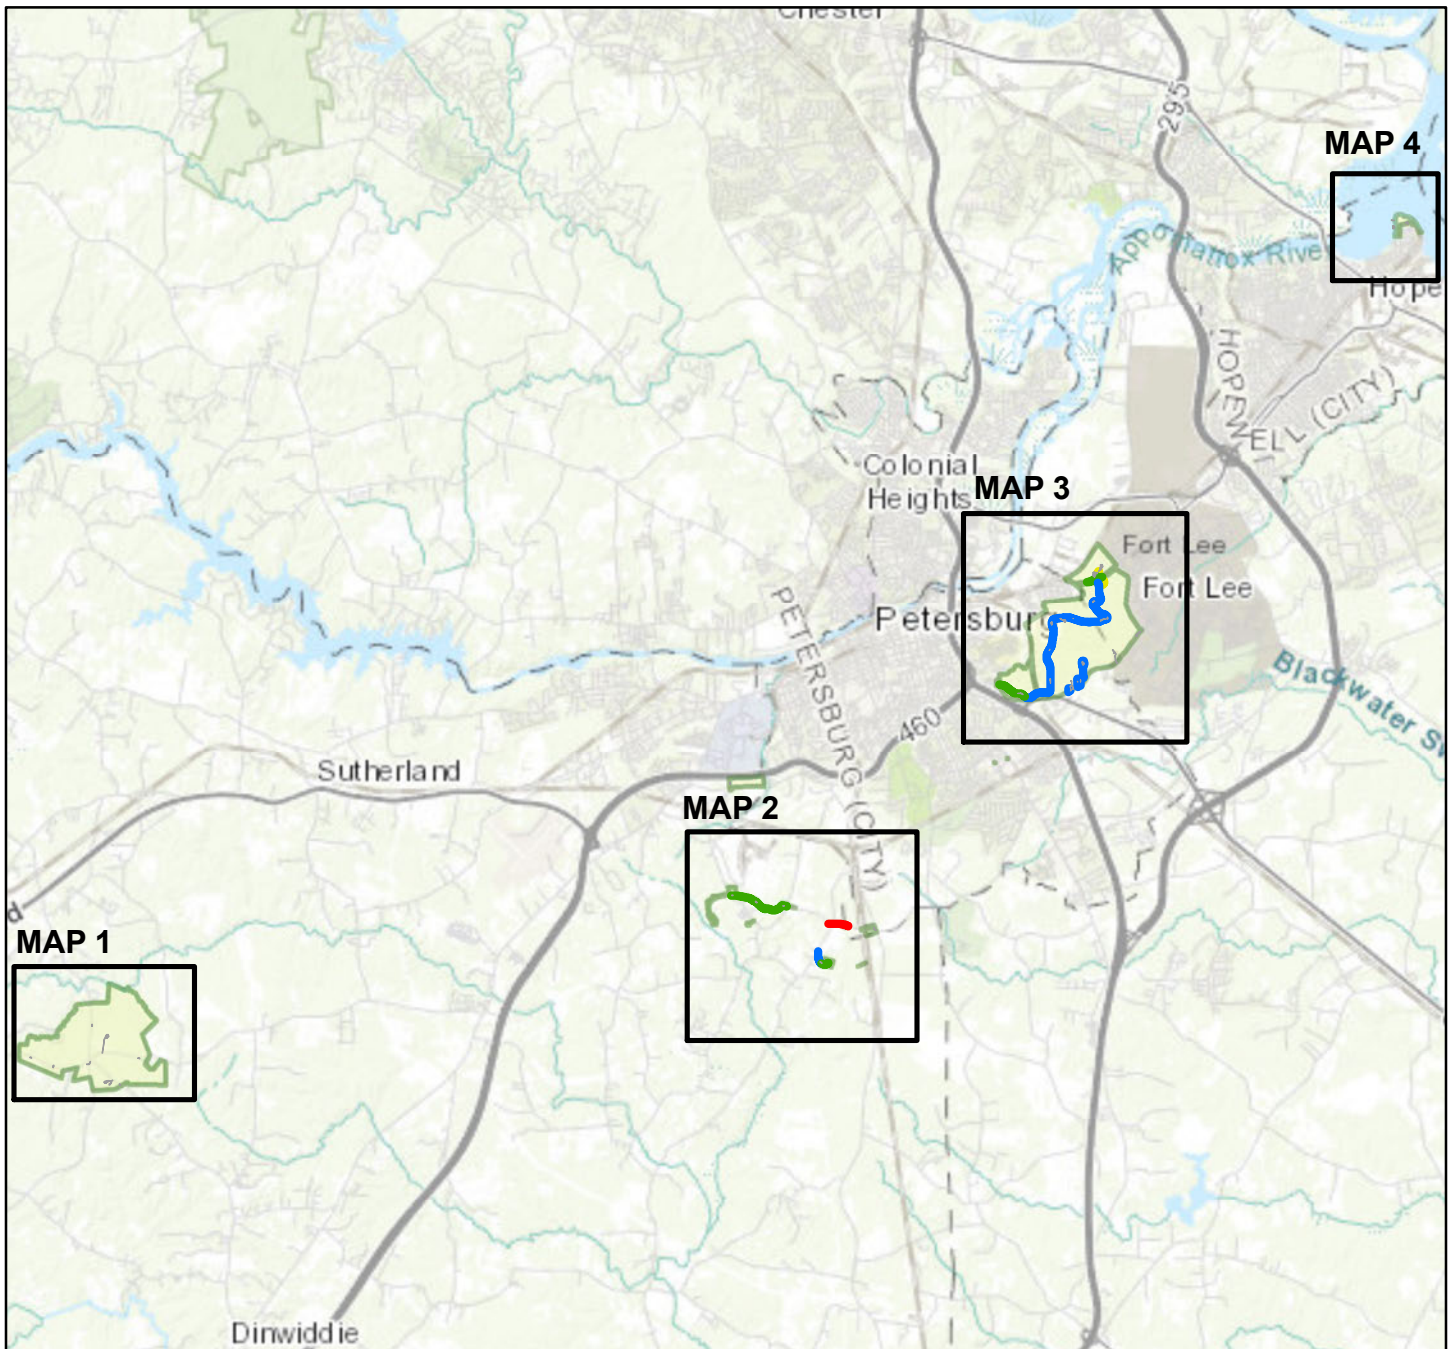 Chester
295
MAP 4
Appomattox River
Hope
HOPEWELL (CITY)
Colonial
Heights
MAP 3
Fort Lee
Fort Lee
Petersburg
PETERSBURG (CITY)
Blackwater Sw
460
Sutherland
MAP 2
d
MAP 1
Dinwiddie